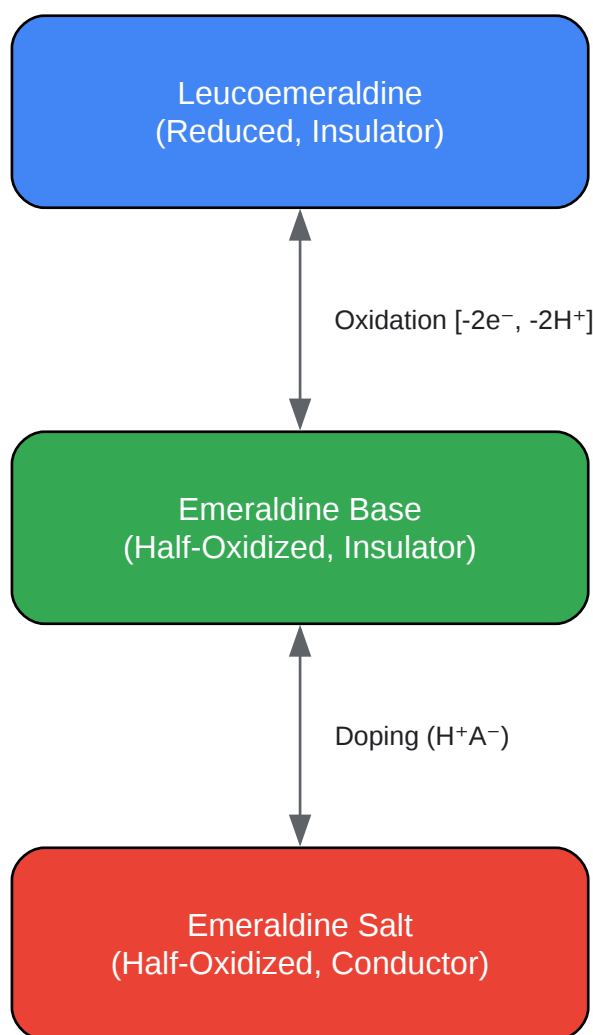 Leucoemeraldine
(Reduced, Insulator)
Oxidation [-2e⁻, -2H⁺]
Emeraldine Base
(Half-Oxidized, Insulator)
Doping (H⁺A⁻)
Emeraldine Salt
(Half-Oxidized, Conductor)